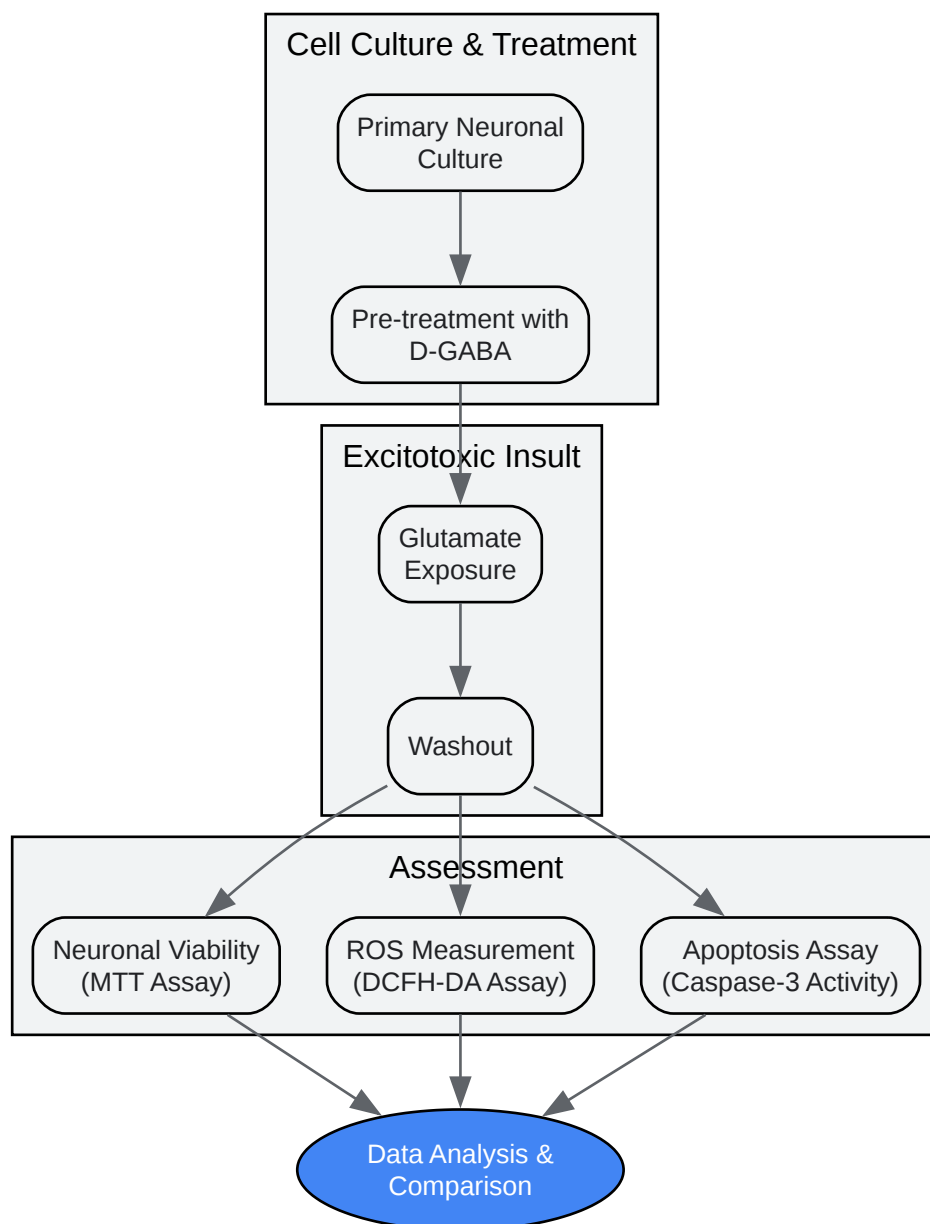 Cell Culture & Treatment
Primary Neuronal
Culture
Pre-treatment with
D-GABA
Excitotoxic Insult
Glutamate
Exposure
Washout
Assessment
Neuronal Viability
(MTT Assay)
ROS Measurement
(DCFH-DA Assay)
Apoptosis Assay
(Caspase-3 Activity)
Data Analysis &
Comparison